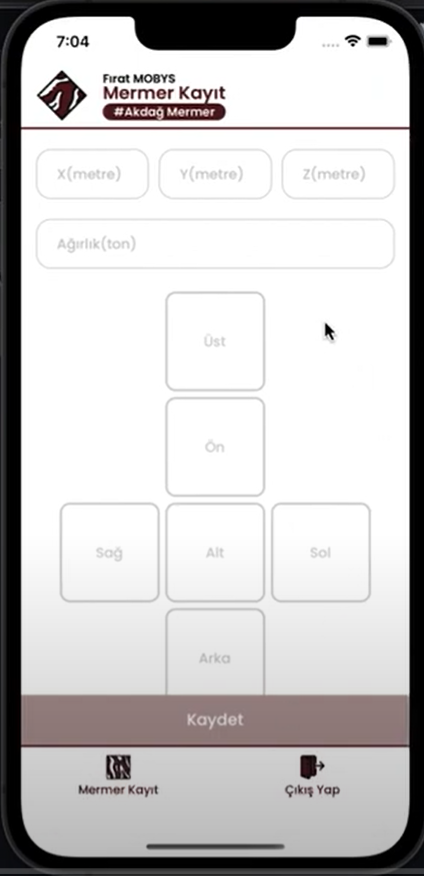 7:04
Fırat MOBYS
Mermer Kayıt
#Akdağ Mermer
X(metre) Y(metre) Z(metre)
Ağırlık(ton)
Üst
Ön
Sağ Alt Sol
Arka
Kaydet
Mermer Kayıt Çıkış Yap